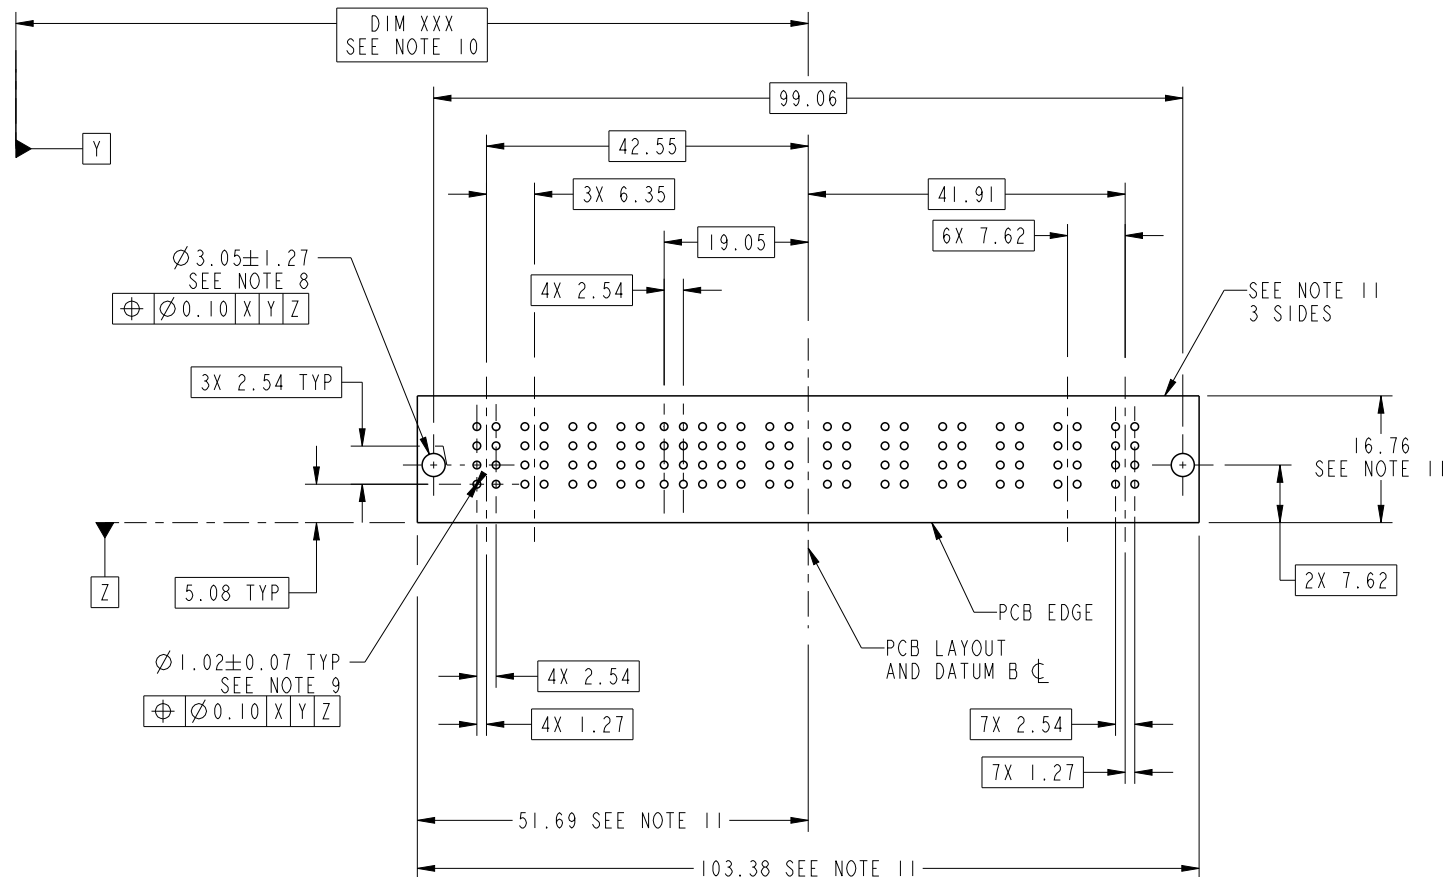 DIM XXX
SEE NOTE 10
99.06
Y
42.55
3X 6.35
41.91
19.05
6X 7.62
Ø3.05±1.27
SEE NOTE 8
⌖ Ø0.10 X Y Z
4X 2.54
SEE NOTE 11
3 SIDES
3X 2.54 TYP
16.76
SEE NOTE 11
Z
5.08 TYP
2X 7.62
PCB EDGE
PCB LAYOUT
AND DATUM B ℄
Ø1.02±0.07 TYP
SEE NOTE 9
⌖ Ø0.10 X Y Z
4X 2.54
4X 1.27
7X 2.54
7X 1.27
51.69 SEE NOTE 11
103.38 SEE NOTE 11